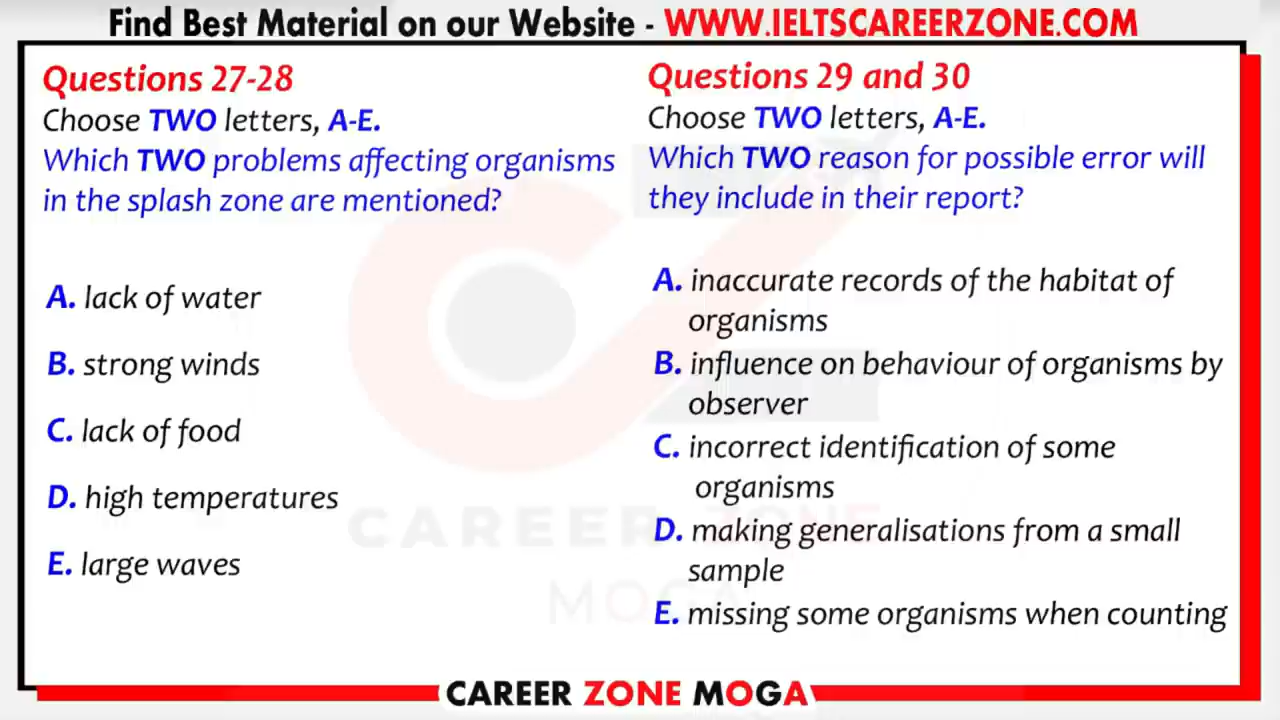 Find Best Material on our Website - WWW.IELTSCAREERZONE.COM
Questions 27-28
Choose TWO letters, A-E.
Which TWO problems affecting organisms
in the splash zone are mentioned?
A. lack of water
B. strong winds
C. lack of food
D. high temperatures
E. large waves
Questions 29 and 30
Choose TWO letters, A-E.
Which TWO reason for possible error will
they include in their report?
A. inaccurate records of the habitat of
organisms
B. influence on behaviour of organisms by
observer
C. incorrect identification of some
organisms
D. making generalisations from a small
sample
E. missing some organisms when counting
CAREER ZONE
MOGA
CAREER ZONE MOGA